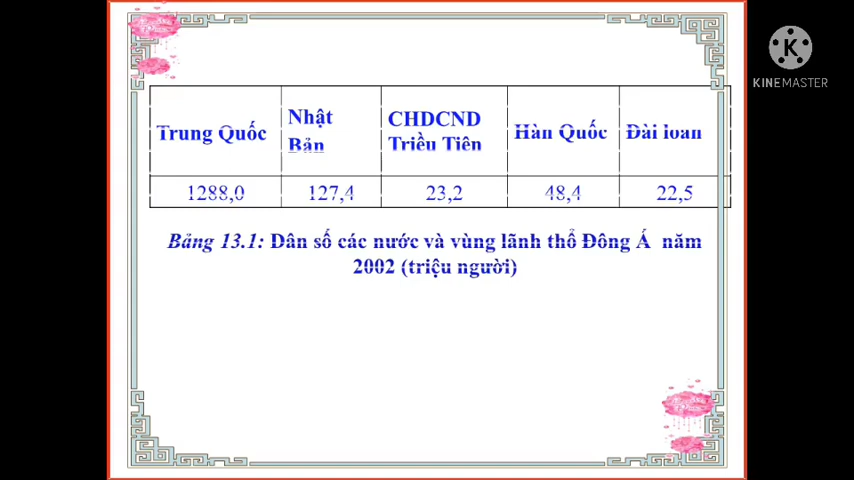 KINEMASTER
Trung Quốc
Nhật
Bản
CHDCND
Triều Tiên
Hàn Quốc
Đài loan
1288,0
127,4
23,2
48,4
22,5
Bảng 13.1: Dân số các nước và vùng lãnh thổ Đông Á năm
2002 (triệu người)